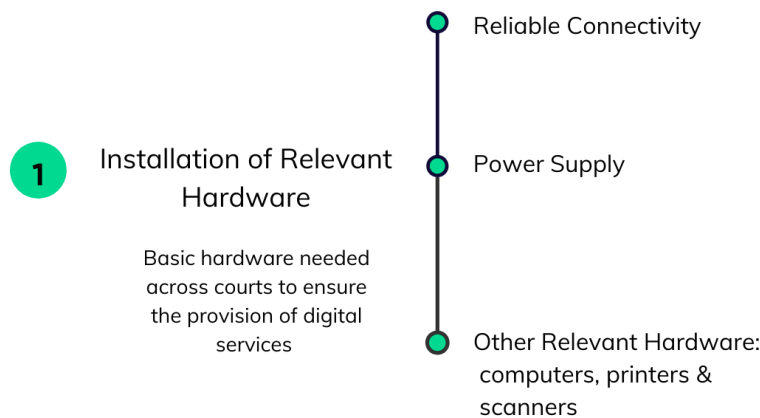 1
Installation of Relevant
Hardware
Basic hardware needed
across courts to ensure
the provision of digital
services
Reliable Connectivity
Power Supply
Other Relevant Hardware:
computers, printers &
scanners